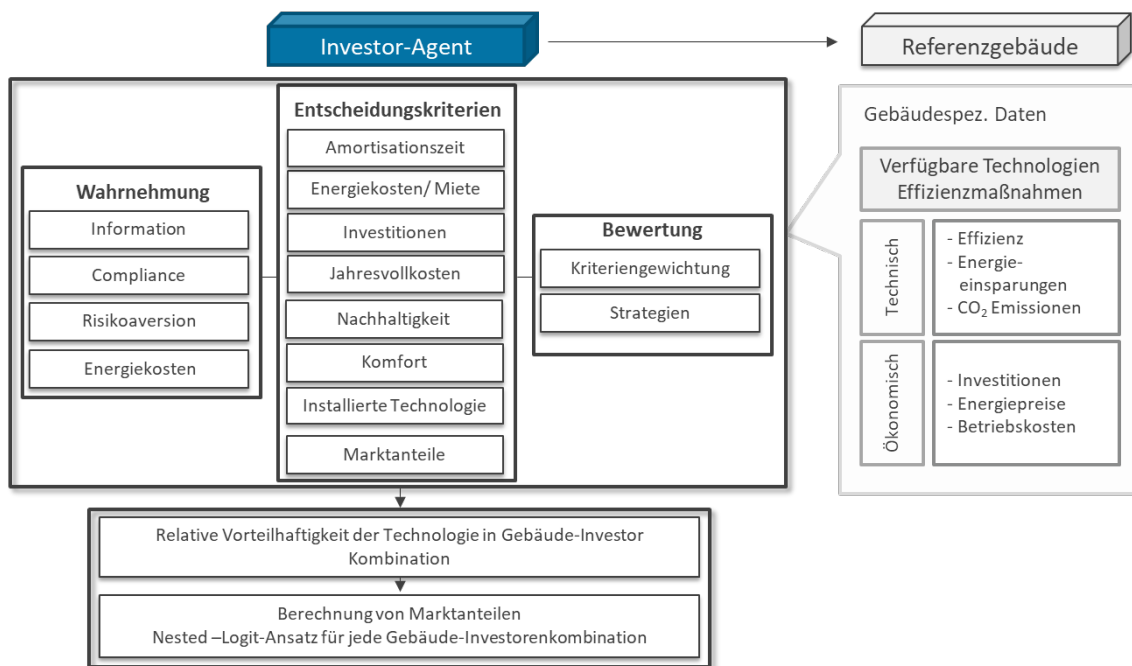 Investor-Agent
Referenzgebäude
Wahrnehmung
Information
Compliance
Risikoaversion
Energiekosten
Entscheidungskriterien
Amortisationszeit
Energiekosten/ Miete
Investitionen
Jahresvollkosten
Nachhaltigkeit
Komfort
Installierte Technologie
Marktanteile
Bewertung
Kriteriengewichtung
Strategien
Gebäudespez. Daten
Verfügbare Technologien
Effizienzmaßnahmen
Technisch
- Effizienz
- Energie-
einsparungen
- CO₂ Emissionen
Ökonomisch
- Investitionen
- Energiepreise
- Betriebskosten
Relative Vorteilhaftigkeit der Technologie in Gebäude-Investor
Kombination
Berechnung von Marktanteilen
Nested –Logit-Ansatz für jede Gebäude-Investorenkombination